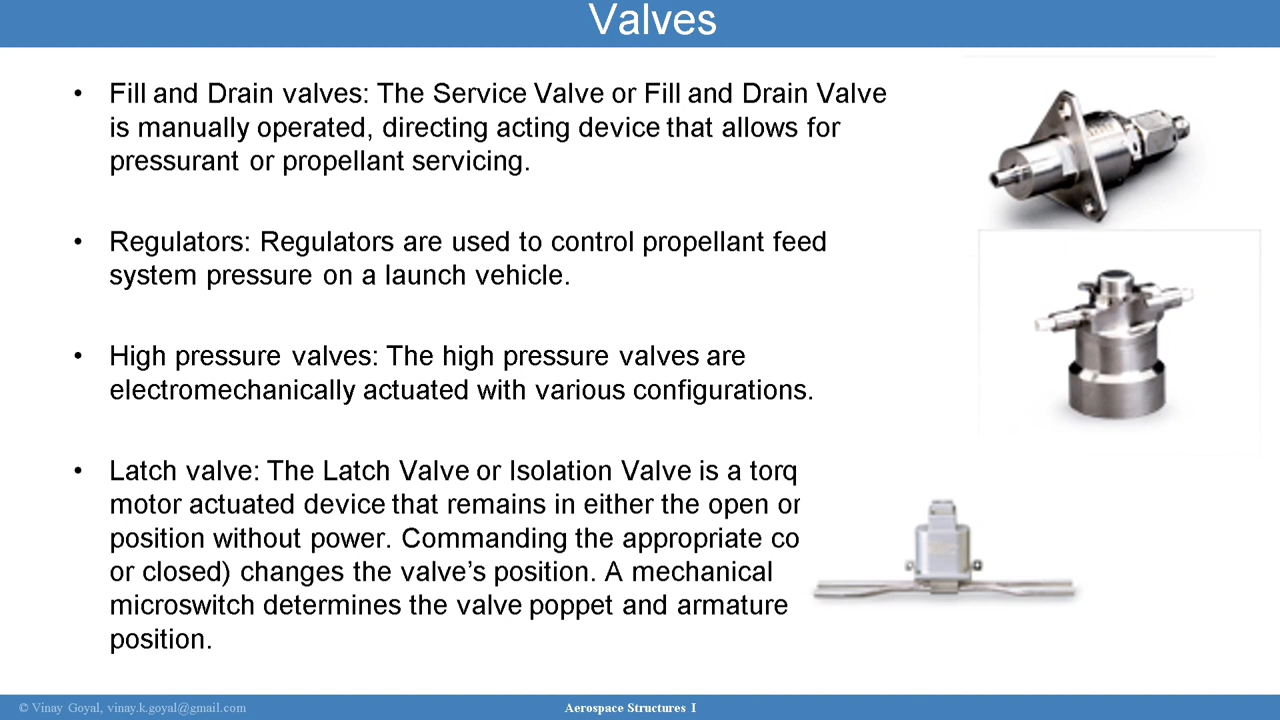 Valves
• Fill and Drain valves: The Service Valve or Fill and Drain Valve
is manually operated, directing acting device that allows for
pressurant or propellant servicing.
• Regulators: Regulators are used to control propellant feed
system pressure on a launch vehicle.
• High pressure valves: The high pressure valves are
electromechanically actuated with various configurations.
• Latch valve: The Latch Valve or Isolation Valve is a torq
motor actuated device that remains in either the open or
position without power. Commanding the appropriate co
or closed) changes the valve’s position. A mechanical
microswitch determines the valve poppet and armature
position.
© Vinay Goyal, vinay.k.goyal@gmail.com
Aerospace Structures I